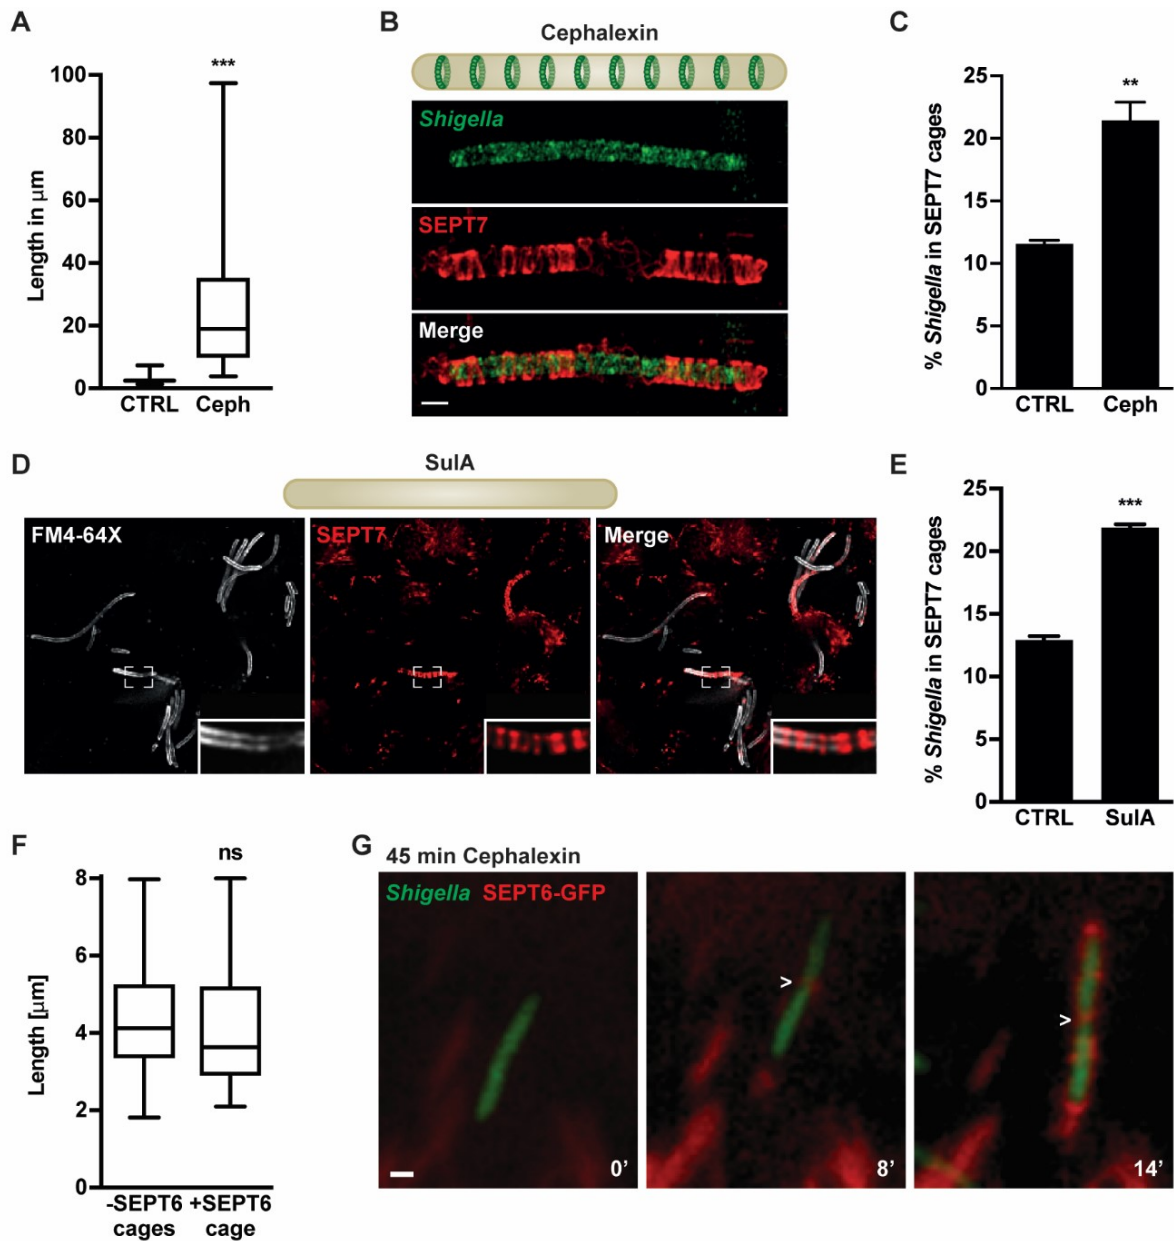 A
Length in μm
100
80
60
40
20
0
***
CTRL
Ceph
B
Cephalexin
Shigella
SEPT7
Merge
C
% Shigella in SEPT7 cages
25
20
15
10
5
0
**
CTRL
Ceph
D
SulA
FM4-64X
SEPT7
Merge
E
% Shigella in SEPT7 cages
25
20
15
10
5
0
***
CTRL
SulA
F
Length [μm]
8
6
4
2
0
ns
-SEPT6
cages
+SEPT6
cage
G
45 min Cephalexin
Shigella SEPT6-GFP
0’
>
8’
>
14’